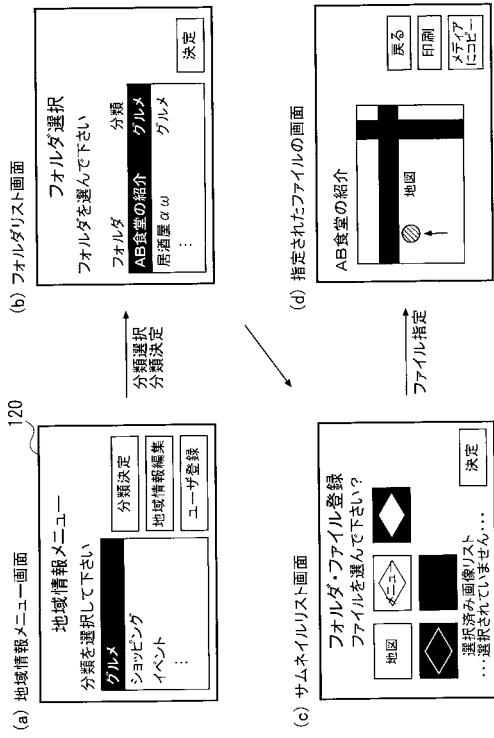 (a) 地域情報メニュー画面
120
地域情報メニュー
分類を選択して下さい
グルメ
ショッピング
イベント
⋮
分類決定
地域情報編集
ユーザ登録
分類選択
分類決定
(b) フォルダリスト画面
フォルダ選択
フォルダを選んで下さい
フォルダ 分類
AB食堂の紹介 グルメ
居酒屋αω グルメ
⋮
決定
(c) サムネイルリスト画面
フォルダ・ファイル登録
ファイルを選んで下さい?
地図
メニュー
選択済み画像リスト
・・・選択されていません・・・
決定
ファイル指定
(d) 指定されたファイルの画面
AB食堂の紹介
地図
戻る
印刷
メディア
にコピー